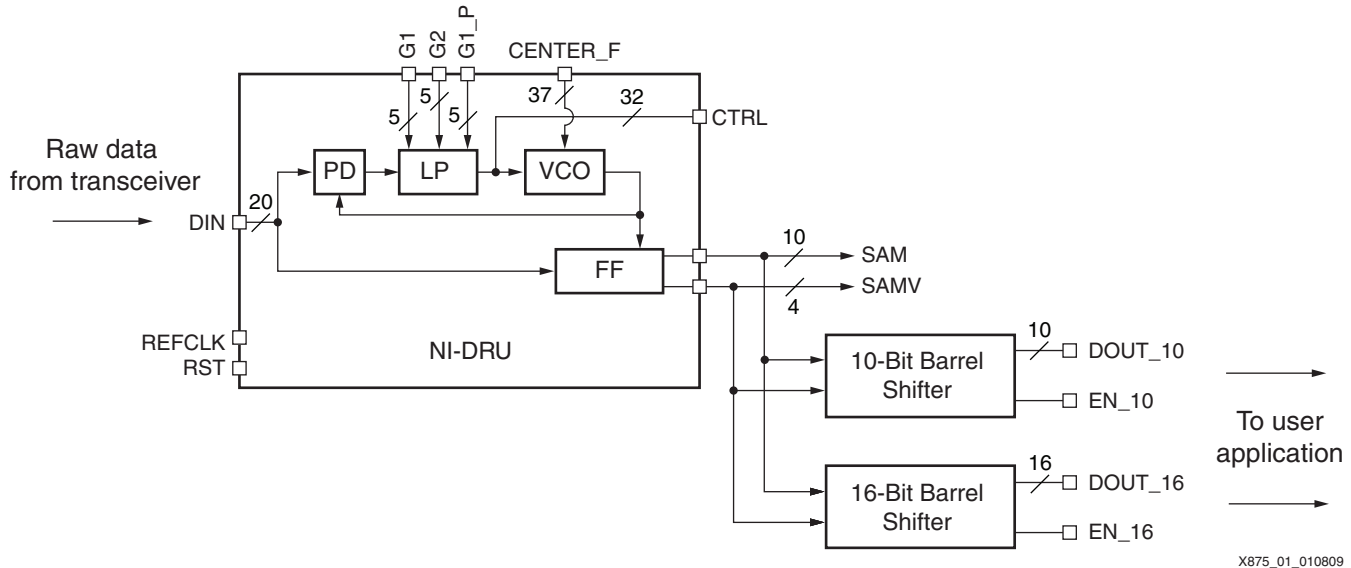 G1
G2
G1_P
CENTER_F
5
5
5
37
32
CTRL
Raw data
from transceiver
PD
LP
VCO
DIN
20
FF
10
SAM
4
SAMV
REFCLK
RST
NI-DRU
10-Bit Barrel
Shifter
10
DOUT_10
EN_10
To user
application
16-Bit Barrel
Shifter
16
DOUT_16
EN_16
X875_01_010809